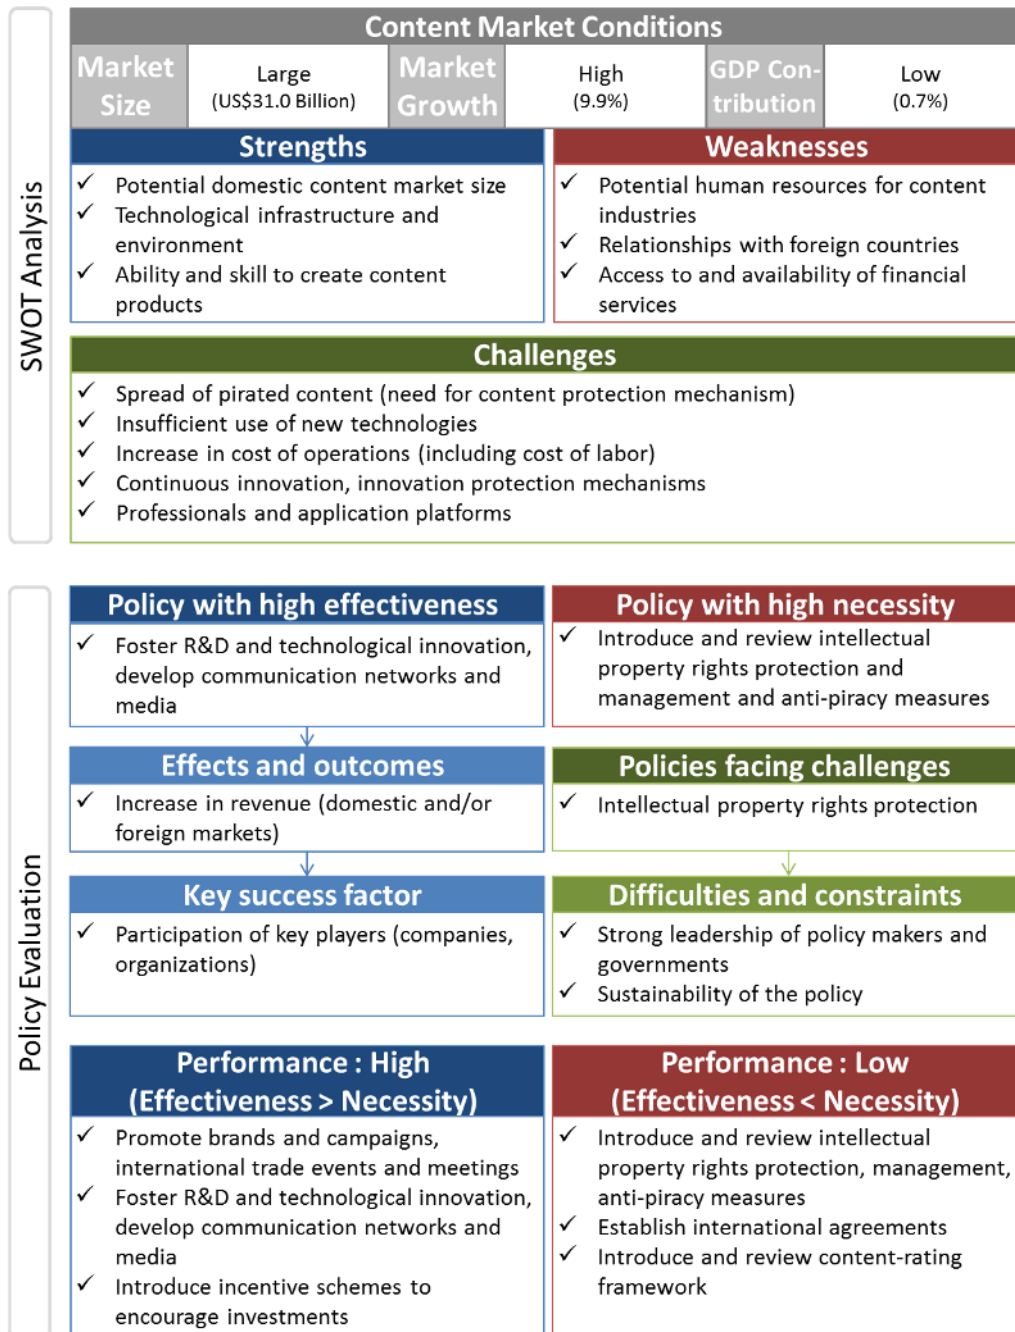 SWOT Analysis
Content Market Conditions
Market
Size
Large
(US$31.0 Billion)
Market
Growth
High
(9.9%)
GDP Con-
tribution
Low
(0.7%)
Strengths
✓ Potential domestic content market size
✓ Technological infrastructure and
environment
✓ Ability and skill to create content
products
Weaknesses
✓ Potential human resources for content
industries
✓ Relationships with foreign countries
✓ Access to and availability of financial
services
Challenges
✓ Spread of pirated content (need for content protection mechanism)
✓ Insufficient use of new technologies
✓ Increase in cost of operations (including cost of labor)
✓ Continuous innovation, innovation protection mechanisms
✓ Professionals and application platforms
Policy Evaluation
Policy with high effectiveness
✓ Foster R&D and technological innovation,
develop communication networks and
media
Policy with high necessity
✓ Introduce and review intellectual
property rights protection and
management and anti-piracy measures
Effects and outcomes
✓ Increase in revenue (domestic and/or
foreign markets)
Policies facing challenges
✓ Intellectual property rights protection
Key success factor
✓ Participation of key players (companies,
organizations)
Difficulties and constraints
✓ Strong leadership of policy makers and
governments
✓ Sustainability of the policy
Performance : High
(Effectiveness > Necessity)
✓ Promote brands and campaigns,
international trade events and meetings
✓ Foster R&D and technological innovation,
develop communication networks and
media
✓ Introduce incentive schemes to
encourage investments
Performance : Low
(Effectiveness < Necessity)
✓ Introduce and review intellectual
property rights protection, management,
anti-piracy measures
✓ Establish international agreements
✓ Introduce and review content-rating
framework